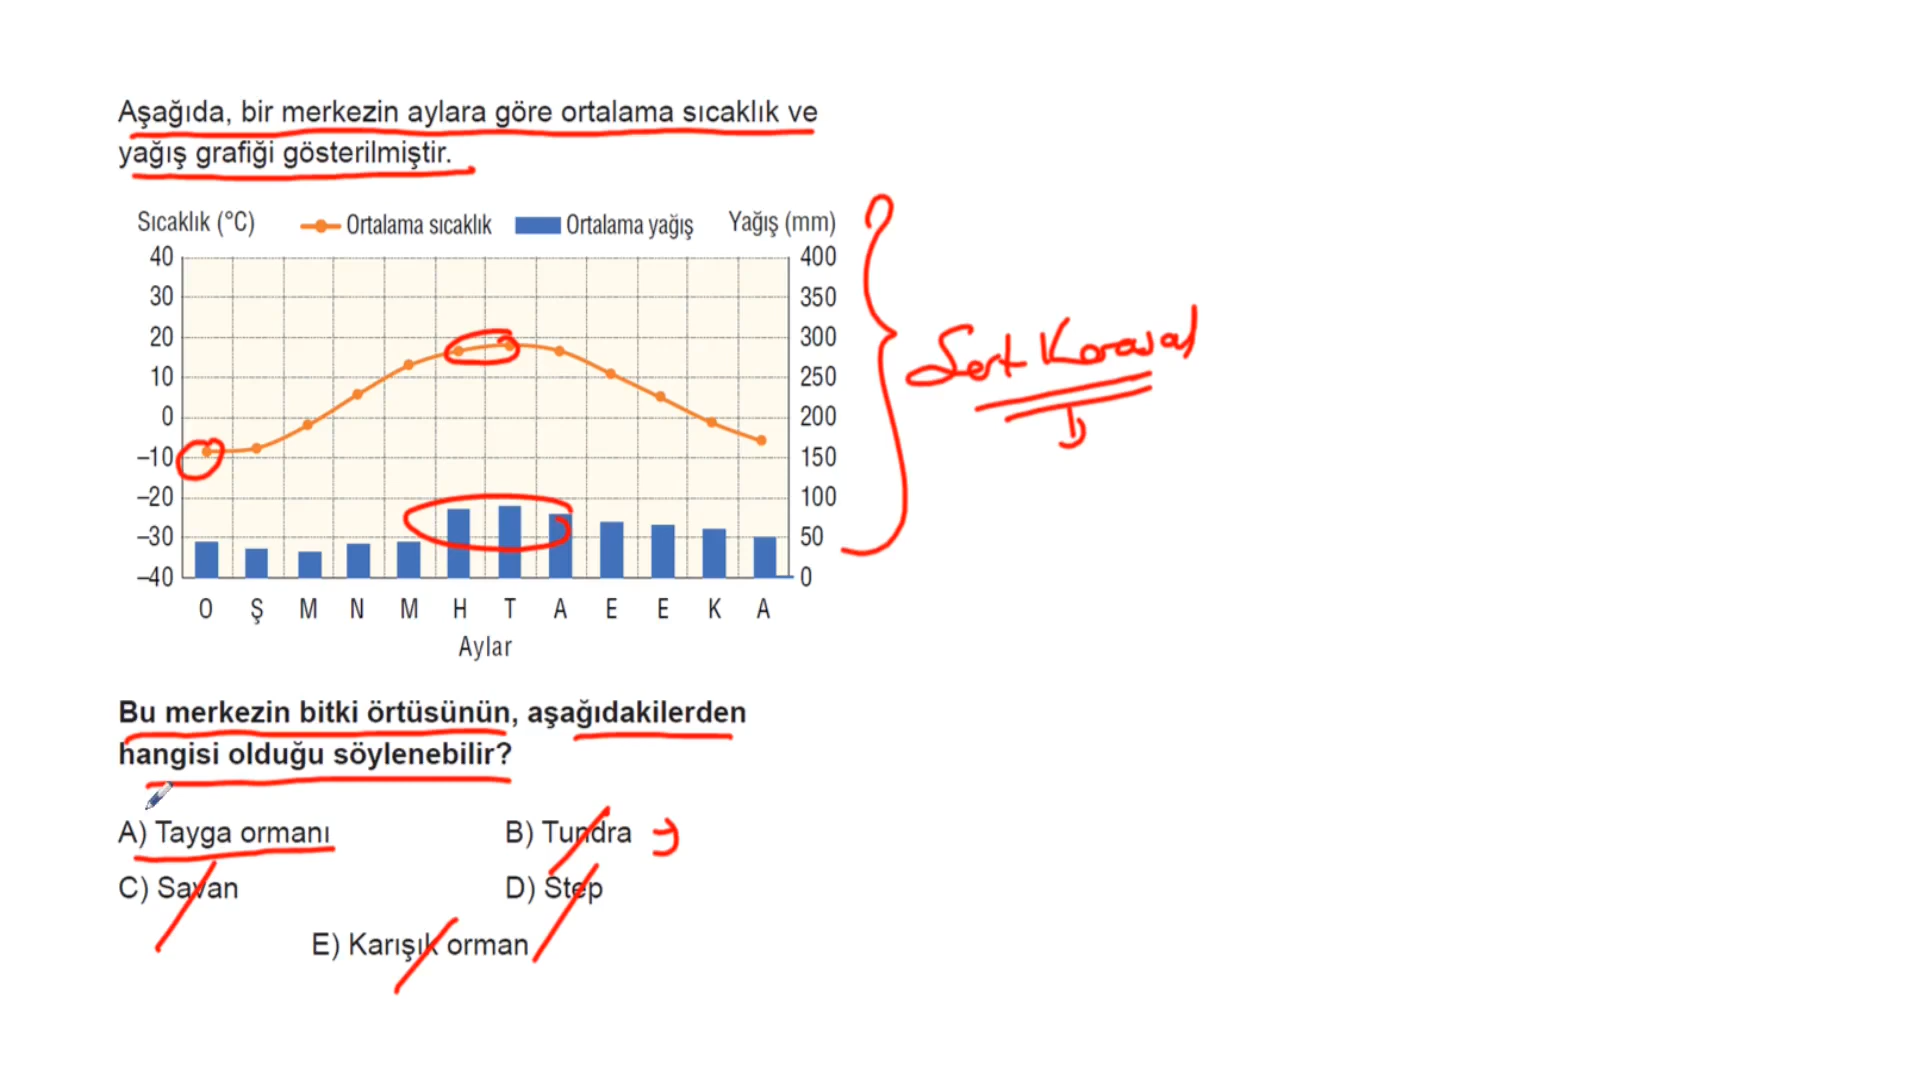 Aşağıda, bir merkezin aylara göre ortalama sıcaklık ve
yağış grafiği gösterilmiştir.
Sıcaklık (°C) Ortalama sıcaklık Ortalama yağış Yağış (mm)
40 400
30 350
20 300
10 250
0 200
–10 150
–20 100
–30 50
–40 0
O Ş M N M H T A E E K A
Aylar
Sert Karasal
Bu merkezin bitki örtüsünün, aşağıdakilerden
hangisi olduğu söylenebilir?
A) Tayga ormanı B) Tundra
C) Savan D) Step
E) Karışık orman